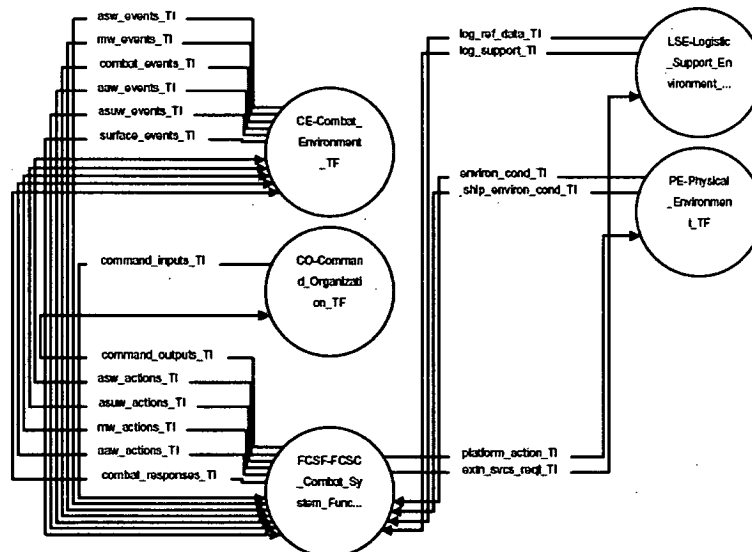 asw_events_TI
mw_events_TI
combat_events_TI
aaw_events_TI
asuw_events_TI
surface_events_TI
CE-Combat_
Environment
_TF
log_ref_data_TI
log_support_TI
LSE-Logistic
_Support_En
vironment_...
environ_cond_TI
_ship_environ_cond_TI
PE-Physical
_Environmen
t_TF
command_inputs_TI
CO-Comman
d_Organizati
on_TF
command_outputs_TI
asw_actions_TI
asuw_actions_TI
mw_actions_TI
aaw_actions_TI
combat_responses_TI
FCSF-FCSC
_Combat_Sy
stem_Func...
platform_action_TI
extn_svcs_reqt_TI